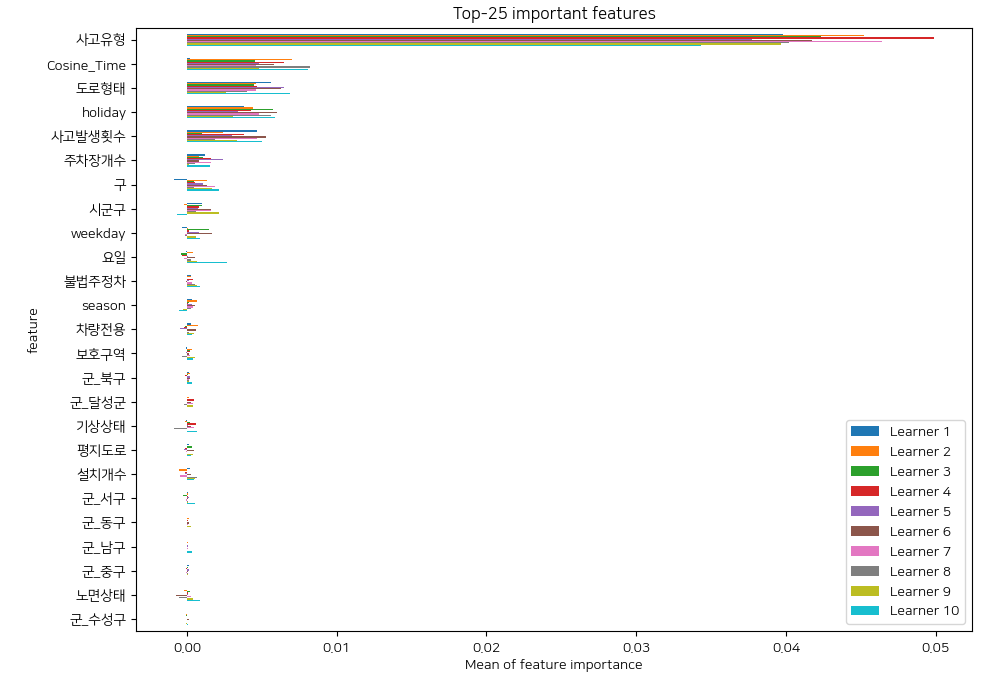 Top-25 important features
사고유형
Cosine_Time
도로형태
holiday
사고발생횟수
주차장개수
구
시군구
weekday
요일
불법주정차
season
차량전용
보호구역
군_북구
군_달성군
기상상태
평지도로
설치개수
군_서구
군_동구
군_남구
군_중구
노면상태
군_수성구
feature
Learner 1
Learner 2
Learner 3
Learner 4
Learner 5
Learner 6
Learner 7
Learner 8
Learner 9
Learner 10
0.00 0.01 0.02 0.03 0.04 0.05
Mean of feature importance